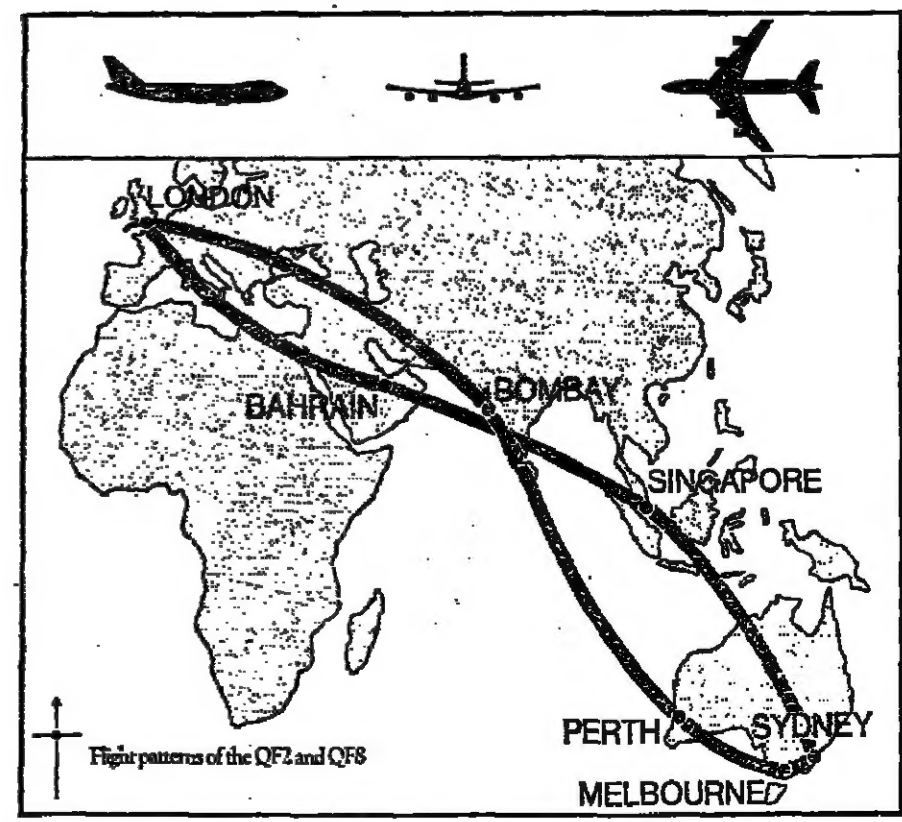 LONDON
BOMBAY
BAHRAIN
SINGAPORE
PERTH
SYDNEY
MELBOURNE
Flight patterns of the QF2 and QF8